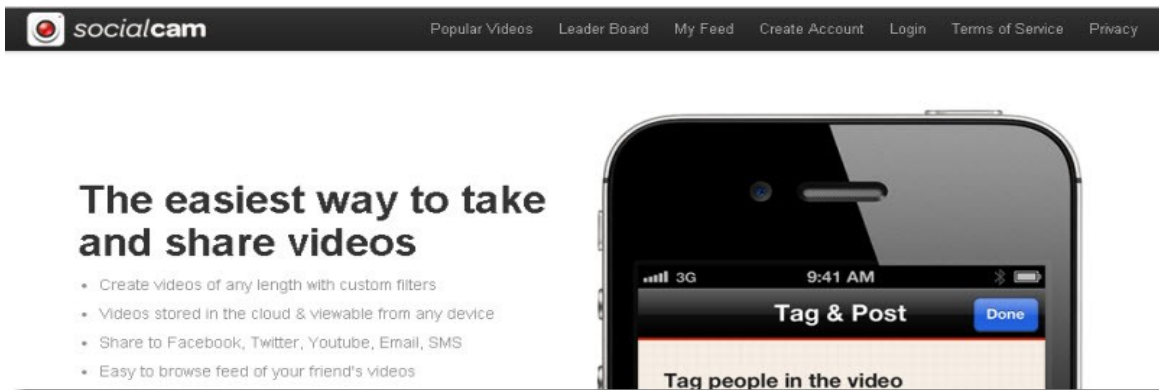 socialcam Popular Videos Leader Board My Feed Create Account Login Terms of Service Privacy
The easiest way to take
and share videos
Create videos of any length with custom filters
Videos stored in the cloud & viewable from any device
Share to Facebook, Twitter, Youtube, Email, SMS
Easy to browse feed of your friend's videos
3G 9:41 AM
Tag & Post Done
Tag people in the video